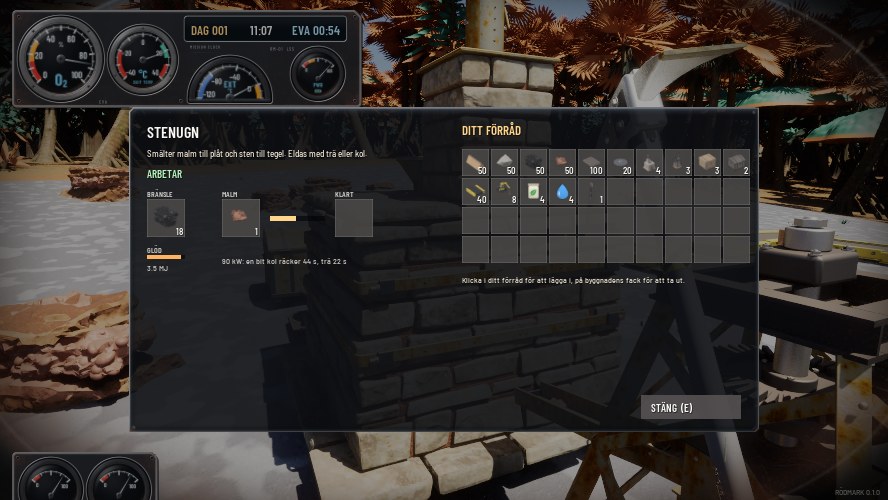 DAG 001 11:07 EVA 00:54
STENUGN
Smälter malm till plåt och sten till tegel. Eldas med trä eller kol.
ARBETAR
BRÄNSLE MALM KLART
18 1
GLÖD
3.5 MJ
90 kW: en bit kol räcker 44 s, trä 22 s
DITT FÖRRÅD
50 50 50 50 100 20 4 3 3 2
40 8 4 4 1
Klicka i ditt förråd för att lägga i, på byggnadens fack för att ta ut.
STÄNG (E)
RÖDMARK 0.1.0